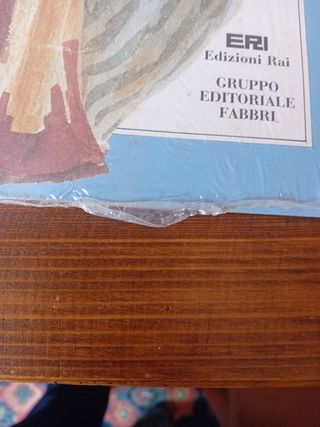 ERI
Edizioni Rai
GRUPPO
EDITORIALE
FABBRI